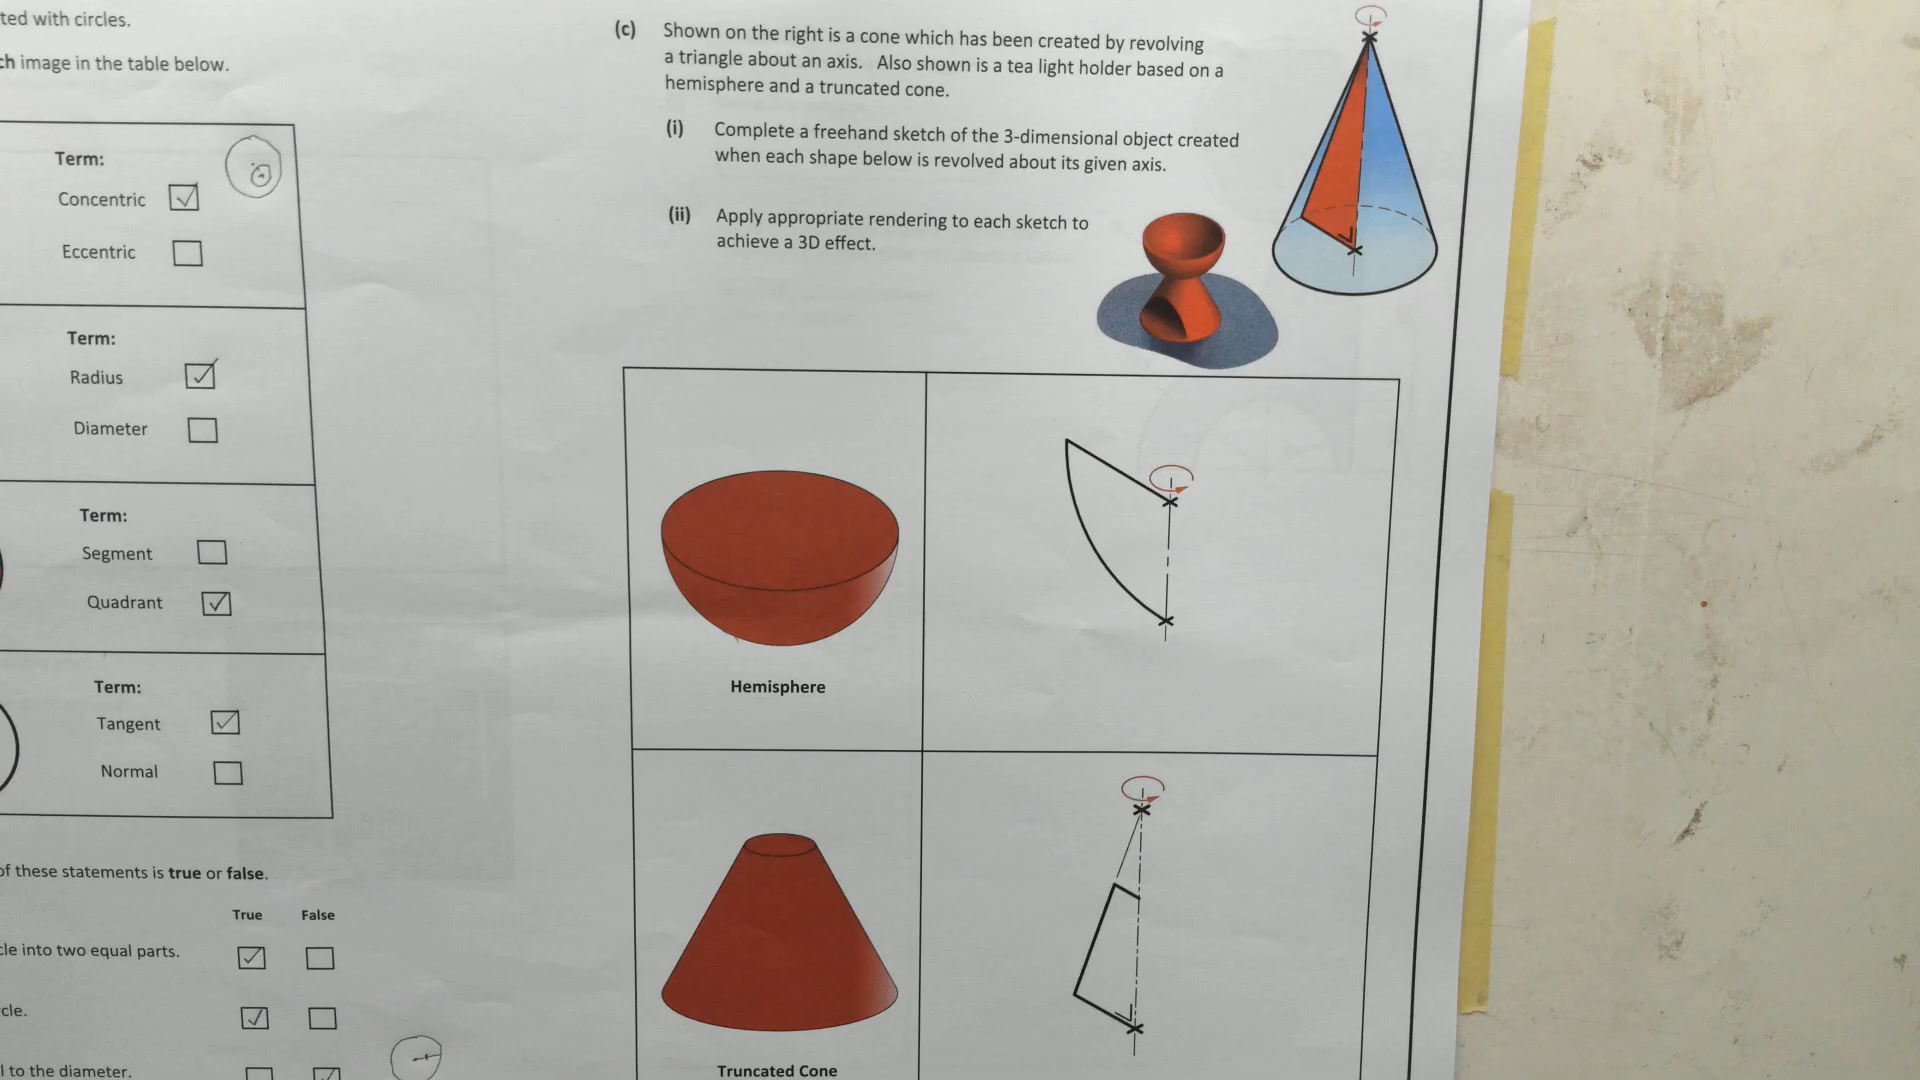 ted with circles.
ch image in the table below.
Term:
Concentric
Eccentric
Term:
Radius
Diameter
Term:
Segment
Quadrant
Term:
Tangent
Normal
of these statements is true or false.
True False
cle into two equal parts.
rcle.
l to the diameter.
(c) Shown on the right is a cone which has been created by revolving
a triangle about an axis. Also shown is a tea light holder based on a
hemisphere and a truncated cone.
(i) Complete a freehand sketch of the 3-dimensional object created
when each shape below is revolved about its given axis.
(ii) Apply appropriate rendering to each sketch to
achieve a 3D effect.
Hemisphere
Truncated Cone